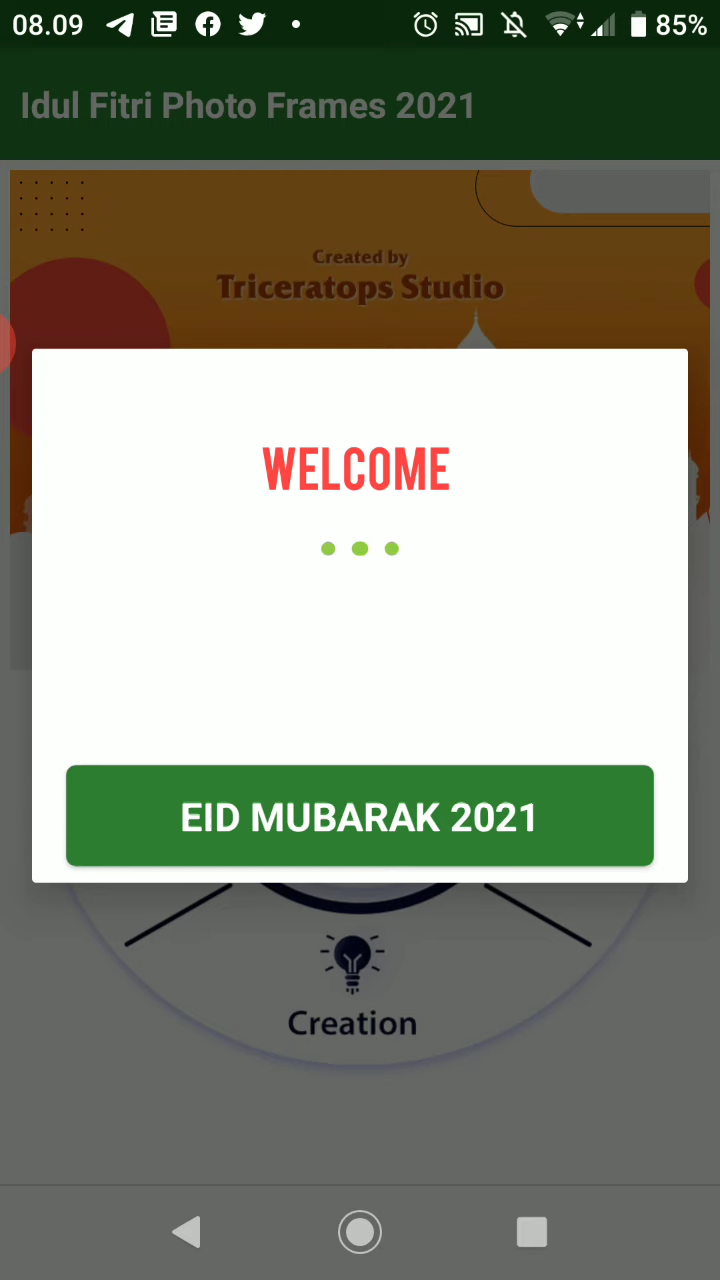 08.09
85%
Idul Fitri Photo Frames 2021
Created by
Triceratops Studio
WELCOME
EID MUBARAK 2021
Creation